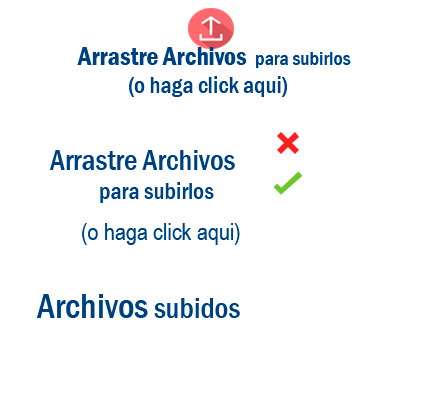 Arrastre Archivos para subirlos
(o haga click aqui)
Arrastre Archivos
para subirlos
(o haga click aqui)
Archivos subidos